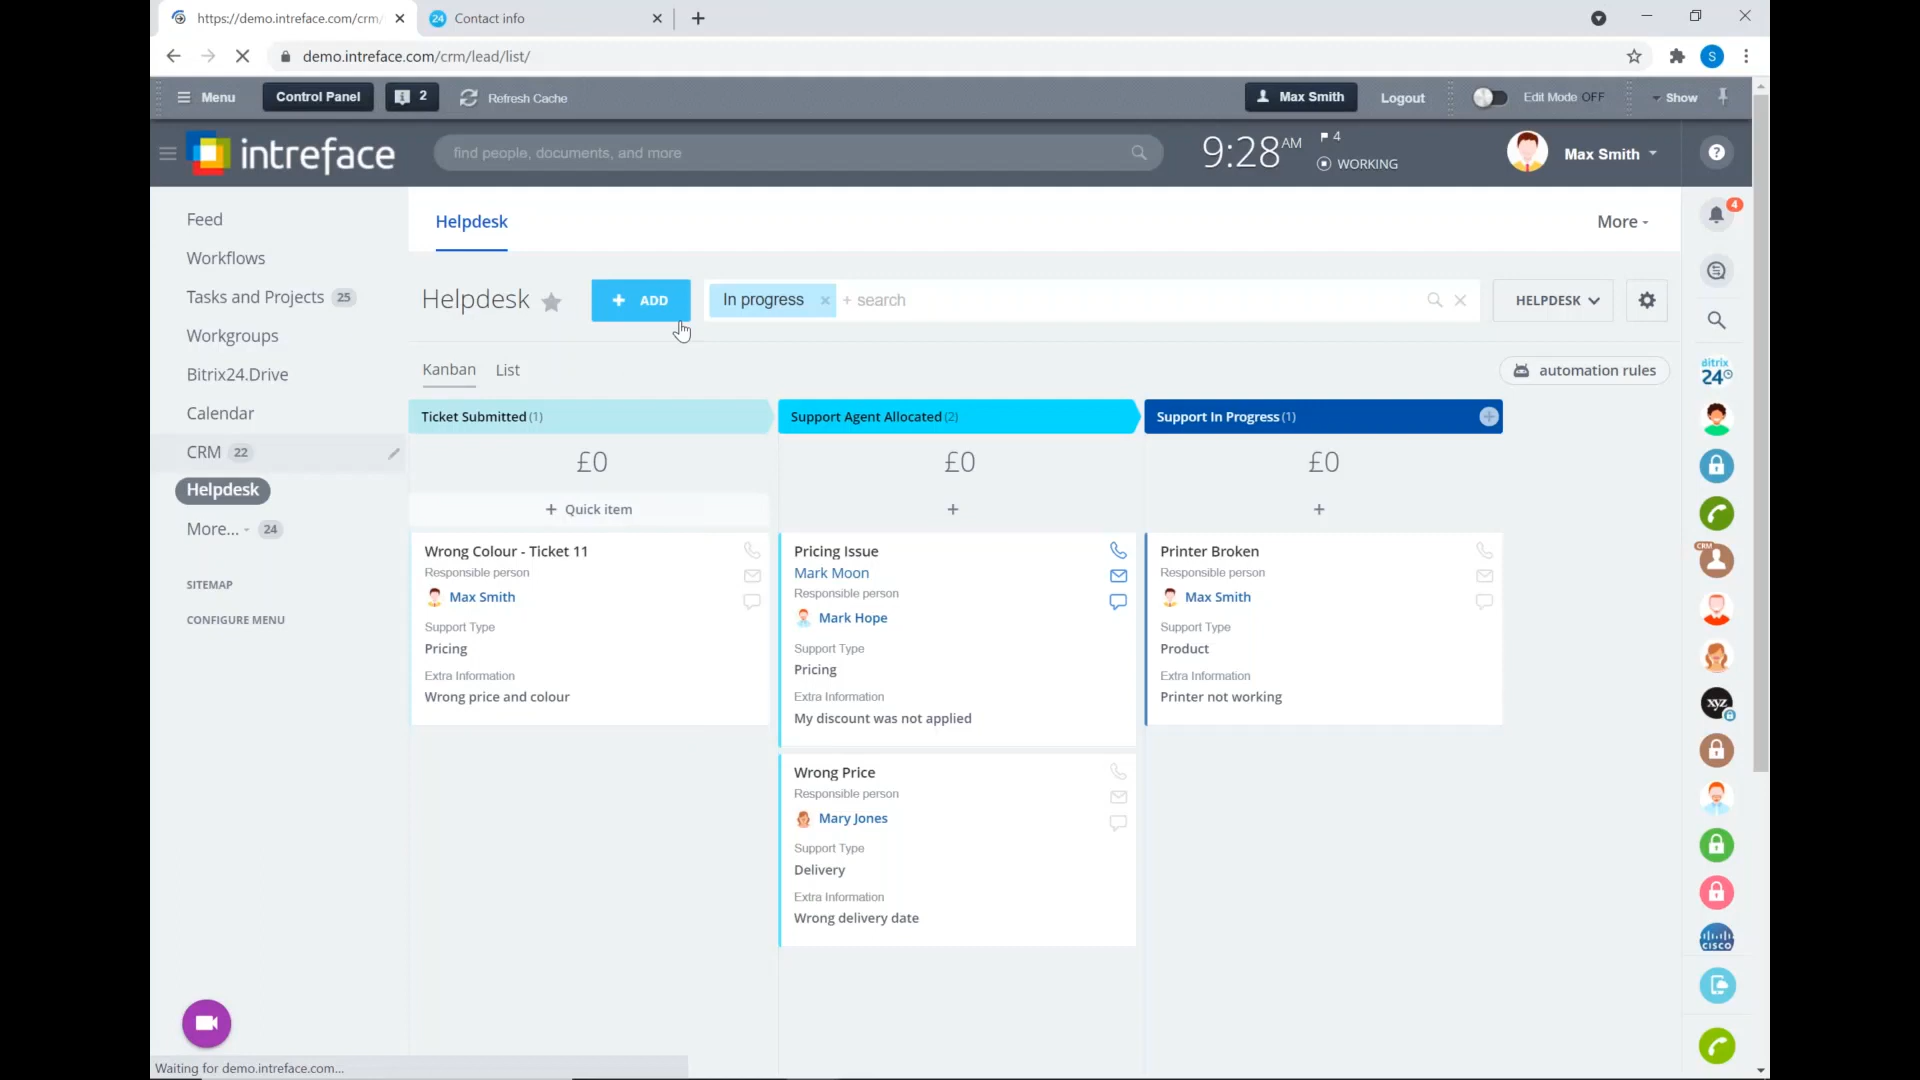 https://demo.intreface.com/crm/
24 Contact info
demo.intreface.com/crm/lead/list/
S
Menu
Control Panel
2
Refresh Cache
Max Smith
Logout
Edit Mode OFF
Show
intreface
find people, documents, and more
9:28 AM
4
WORKING
Max Smith
?
Feed
Workflows
Tasks and Projects 25
Workgroups
Bitrix24.Drive
Calendar
CRM 22
Helpdesk
More... 24
SITEMAP
CONFIGURE MENU
Helpdesk
More
Helpdesk
+ ADD
In progress ×
+ search
HELPDESK
Kanban
List
automation rules
Ticket Submitted (1)
£0
+ Quick item
Wrong Colour - Ticket 11
Responsible person
Max Smith
Support Type
Pricing
Extra Information
Wrong price and colour
Support Agent Allocated (2)
£0
+
Pricing Issue
Mark Moon
Responsible person
Mark Hope
Support Type
Pricing
Extra Information
My discount was not applied
Wrong Price
Responsible person
Mary Jones
Support Type
Delivery
Extra Information
Wrong delivery date
Support In Progress (1)
£0
+
Printer Broken
Responsible person
Max Smith
Support Type
Product
Extra Information
Printer not working
4
Bitrix
24
CRM
xyz
CISCO
Waiting for demo.intreface.com...